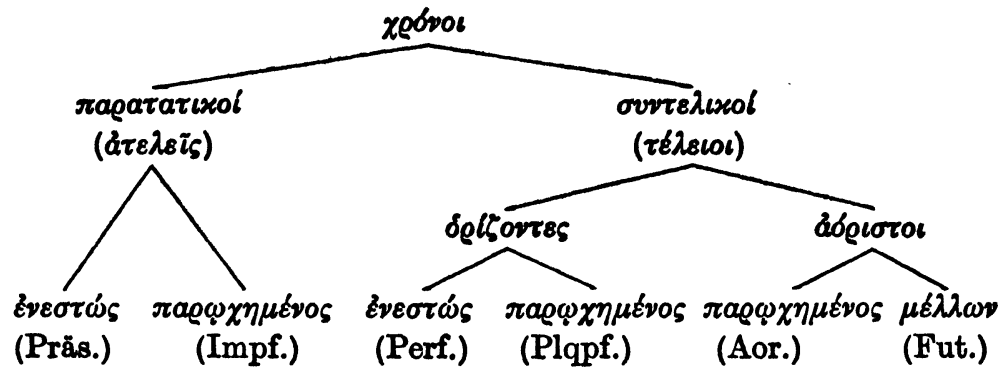 χρόνοι
παρατατικοί συντελικοί
(ἀτελεῖς) (τέλειοι)
ὁρίζοντες ἀόριστοι
ἐνεστώς παρῳχημένος ἐνεστώς παρῳχημένος παρῳχημένος μέλλων
(Präs.) (Impf.) (Perf.) (Plqpf.) (Aor.) (Fut.)